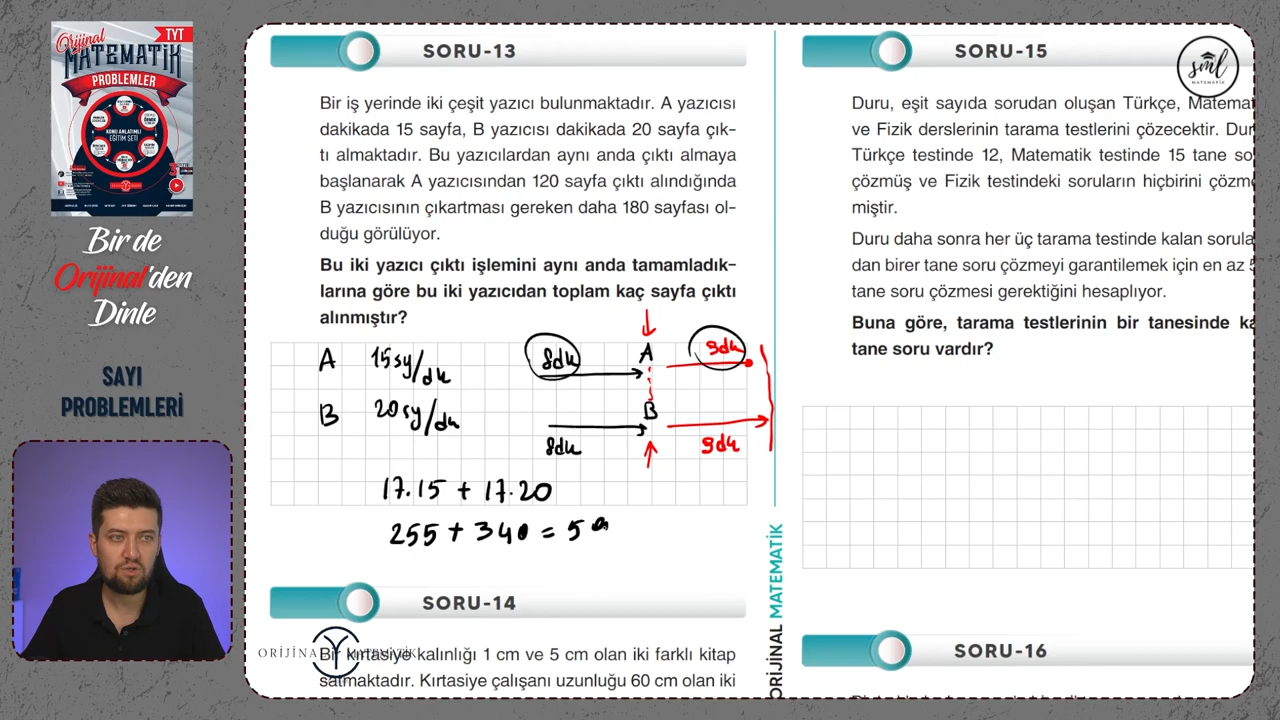 TYT
Orijinal
MATEMATİK
PROBLEMLER
KONU ANLATIMLI
EĞİTİM SETİ
Bir de
Orijinal'den
Dinle
SAYI
PROBLEMLERİ
SORU-13
Bir iş yerinde iki çeşit yazıcı bulunmaktadır. A yazıcısı
dakikada 15 sayfa, B yazıcısı dakikada 20 sayfa çık-
tı almaktadır. Bu yazıcılardan aynı anda çıktı almaya
başlanarak A yazıcısından 120 sayfa çıktı alındığında
B yazıcısının çıkartması gereken daha 180 sayfası ol-
duğu görülüyor.
Bu iki yazıcı çıktı işlemini aynı anda tamamladık-
larına göre bu iki yazıcıdan toplam kaç sayfa çıktı
alınmıştır?
A 15sy/dk 8dk A 9dk
B 20sy/dk 8dk B 9dk
17.15 + 17.20
255 + 340 = 59
SORU-14
Bir kırtasiye kalınlığı 1 cm ve 5 cm olan iki farklı kitap
satmaktadır. Kırtasiye çalışanı uzunluğu 60 cm olan iki
ORİJİNAL MATEMATİK
ORİJİNAL MATEMATİK
SORU-15
sml
MATEMATİK
Duru, eşit sayıda sorudan oluşan Türkçe, Matemat
ve Fizik derslerinin tarama testlerini çözecektir. Dur
Türkçe testinde 12, Matematik testinde 15 tane so
çözmüş ve Fizik testindeki soruların hiçbirini çözme
miştir.
Duru daha sonra her üç tarama testinde kalan sorula
dan birer tane soru çözmeyi garantilemek için en az 5
tane soru çözmesi gerektiğini hesaplıyor.
Buna göre, tarama testlerinin bir tanesinde ka
tane soru vardır?
SORU-16